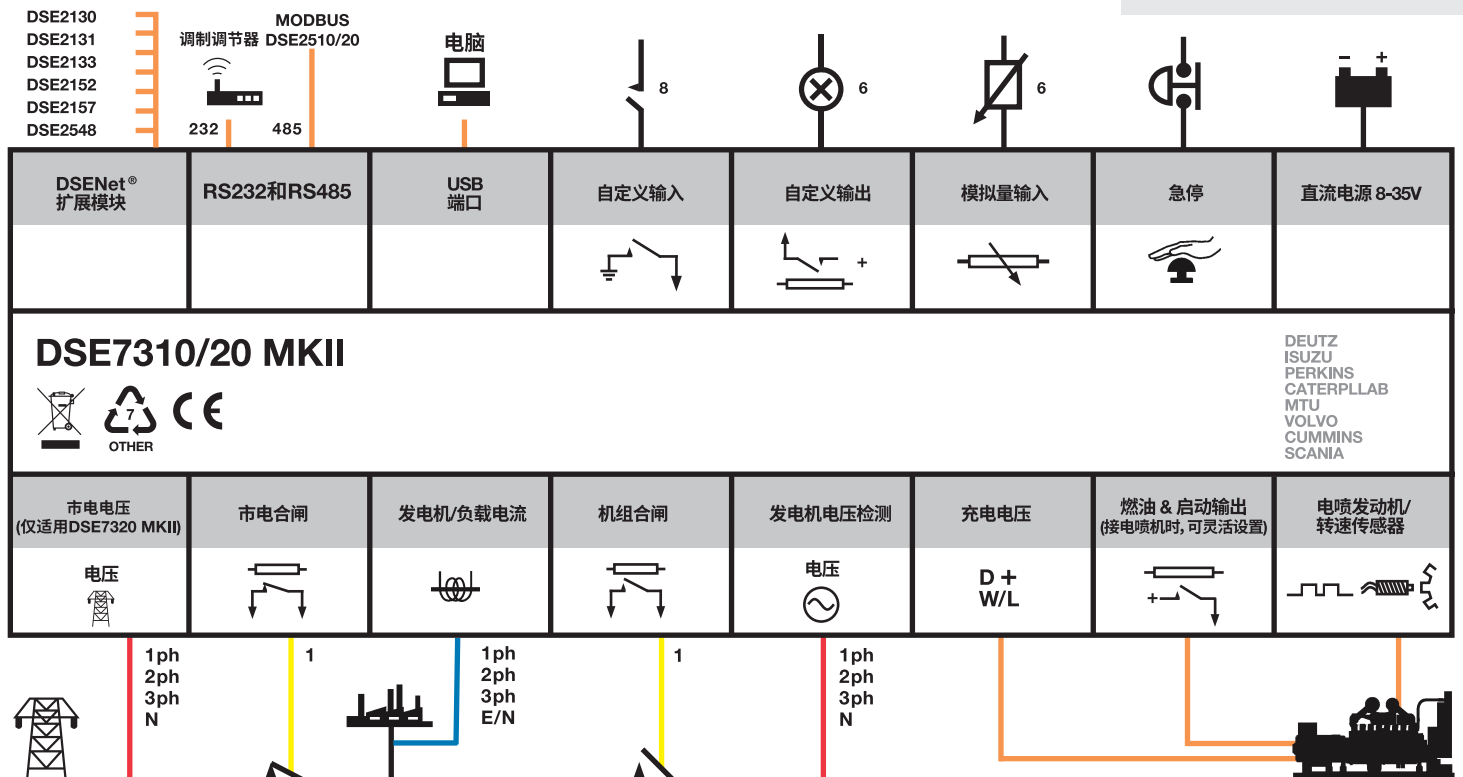 DSE2130
DSE2131
DSE2133
DSE2152
DSE2157
DSE2548
调制调节器
MODBUS
DSE2510/20
232
485
电脑
8
6
6
- +
DSENet®
扩展模块
RS232和RS485
USB
端口
自定义输入
自定义输出
模拟量输入
急停
直流电源 8-35V
+
DSE7310/20 MKII
7
OTHER
CE
DEUTZ
ISUZU
PERKINS
CATERPLLAB
MTU
VOLVO
CUMMINS
SCANIA
市电电压
(仅适用DSE7320 MKII)
市电合闸
发电机/负载电流
机组合闸
发电机电压检测
充电电压
燃油 & 启动输出
(接电喷机时, 可灵活设置)
电喷发动机/
转速传感器
电压
电压
D +
W/L
+
1ph
2ph
3ph
N
1
1ph
2ph
3ph
E/N
1
1ph
2ph
3ph
N